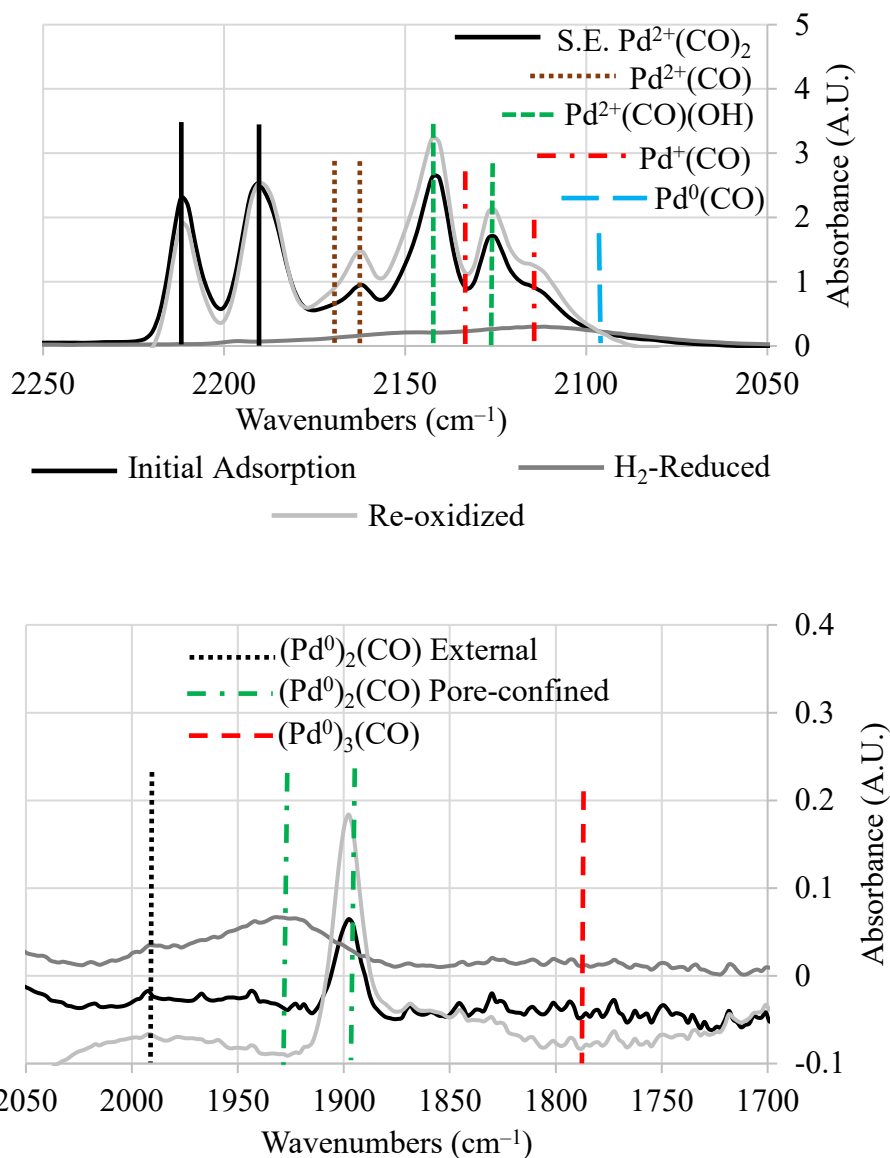 5
S.E. Pd²⁺(CO)₂
Pd²⁺(CO)
4
Pd²⁺(CO)(OH)
3
Pd⁺(CO)
Pd⁰(CO)
2
1
0
Absorbance (A.U.)
2250 2200 2150 2100 2050
Wavenumbers (cm⁻¹)
Initial Adsorption H₂-Reduced
Re-oxidized
0.4
(Pd⁰)₂(CO) External
(Pd⁰)₂(CO) Pore-confined
0.3
(Pd⁰)₃(CO)
0.2
0.1
0
-0.1
Absorbance (A.U.)
2000 1950 1900 1850 1800 1750 1700
Wavenumbers (cm⁻¹)